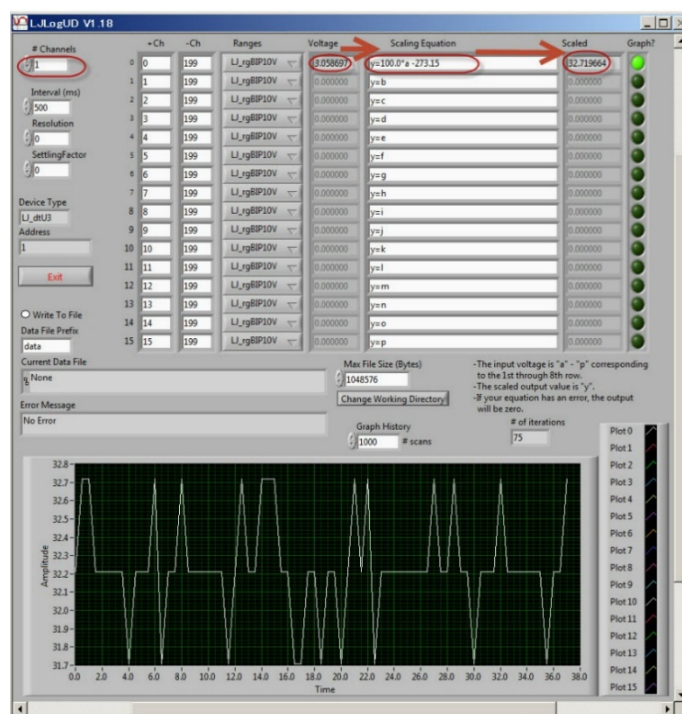 LJLogUD V1.18
# Channels
1
Interval (ms)
500
Resolution
0
SettlingFactor
0
Device Type
LJ_dtU3
Address
1
Exit
Write To File
Data File Prefix
data
+Ch -Ch Ranges Voltage Scaling Equation Scaled Graph?
0 0 199 LJ_rgBIP10V 3.058697 y=100.0*a -273.15 32.719664
1 1 199 LJ_rgBIP10V 0.000000 y=b 0.000000
2 2 199 LJ_rgBIP10V 0.000000 y=c 0.000000
3 3 199 LJ_rgBIP10V 0.000000 y=d 0.000000
4 4 199 LJ_rgBIP10V 0.000000 y=e 0.000000
5 5 199 LJ_rgBIP10V 0.000000 y=f 0.000000
6 6 199 LJ_rgBIP10V 0.000000 y=g 0.000000
7 7 199 LJ_rgBIP10V 0.000000 y=h 0.000000
8 8 199 LJ_rgBIP10V 0.000000 y=i 0.000000
9 9 199 LJ_rgBIP10V 0.000000 y=j 0.000000
10 10 199 LJ_rgBIP10V 0.000000 y=k 0.000000
11 11 199 LJ_rgBIP10V 0.000000 y=l 0.000000
12 12 199 LJ_rgBIP10V 0.000000 y=m 0.000000
13 13 199 LJ_rgBIP10V 0.000000 y=n 0.000000
14 14 199 LJ_rgBIP10V 0.000000 y=o 0.000000
15 15 199 LJ_rgBIP10V 0.000000 y=p 0.000000
Current Data File
None
Error Message
No Error
Max File Size (Bytes)
1048576
Change Working Directory
Graph History
1000 # scans
-The input voltage is "a" - "p" corresponding
to the 1st through 8th row.
-The scaled output value is "y".
-If your equation has an error, the output
will be zero.
# of iterations
75
Plot 0
Plot 1
Plot 2
Plot 3
Plot 4
Plot 5
Plot 6
Plot 7
Plot 8
Plot 9
Plot 10
Plot 11
Plot 12
Plot 13
Plot 14
Plot 15
Amplitude
32.8
32.7
32.6
32.5
32.4
32.3
32.2
32.1
32.0
31.9
31.8
31.7
0.0 2.0 4.0 6.0 8.0 10.0 12.0 14.0 16.0 18.0 20.0 22.0 24.0 26.0 28.0 30.0 32.0 34.0 36.0 38.0
Time